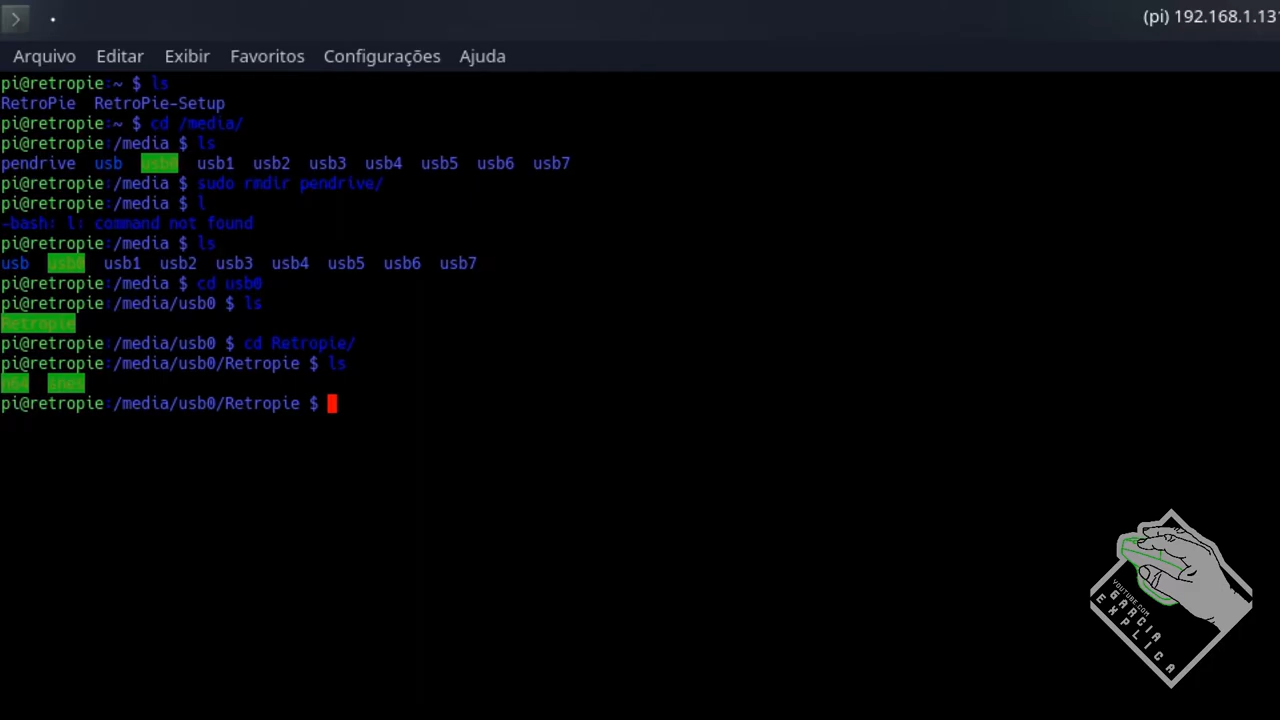 (pi) 192.168.1.13
Arquivo Editar Exibir Favoritos Configurações Ajuda
pi@retropie:~ $ ls
RetroPie RetroPie-Setup
pi@retropie:~ $ cd /media/
pi@retropie:/media $ ls
pendrive usb usb0 usb1 usb2 usb3 usb4 usb5 usb6 usb7
pi@retropie:/media $ sudo rmdir pendrive/
pi@retropie:/media $ l
-bash: l: command not found
pi@retropie:/media $ ls
usb usb0 usb1 usb2 usb3 usb4 usb5 usb6 usb7
pi@retropie:/media $ cd usb0
pi@retropie:/media/usb0 $ ls
Retropie
pi@retropie:/media/usb0 $ cd Retropie/
pi@retropie:/media/usb0/Retropie $ ls
n64 snes
pi@retropie:/media/usb0/Retropie $
YOUTUBE.COM
GARCIA
EXPLICA